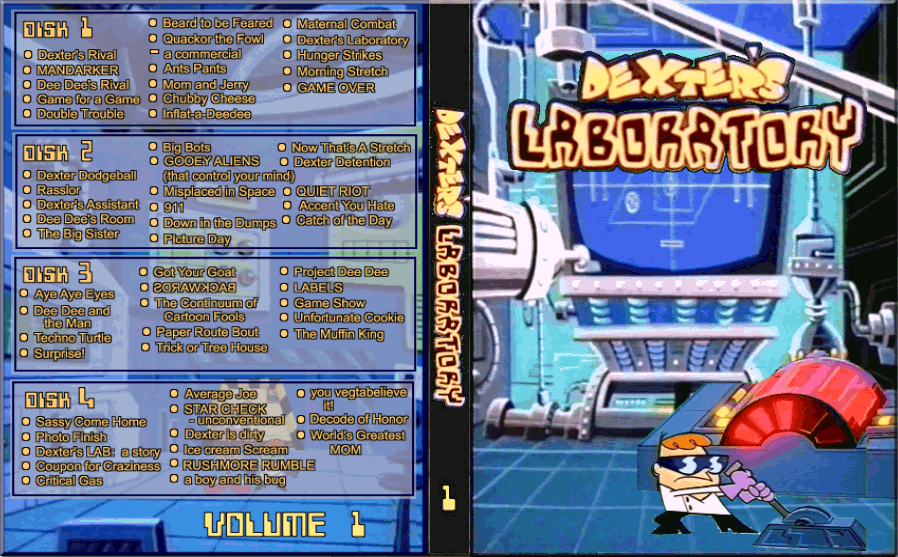 DISK 1
Dexter's Rival
MANDARKER
Dee Dee's Rival
Game for a Game
Double Trouble
Beard to be Feared
Quackor the Fowl
- a commercial
Ants Pants
Mom and Jerry
Chubby Cheese
Inflat-a-Deedee
Maternal Combat
Dexter's Laboratory
Hunger Strikes
Morning Stretch
GAME OVER
DISK 2
Dexter Dodgeball
Rasslor
Dexter's Assistant
Dee Dee's Room
The Big Sister
Big Bots
GOOEY ALIENS
(that control your mind)
Misplaced in Space
911
Down in the Dumps
Picture Day
Now That's A Stretch
Dexter Detention
QUIET RIOT
Accent You Hate
Catch of the Day
DISK 3
Aye Aye Eyes
Dee Dee and
the Man
Techno Turtle
Surprise!
Got Your Goat
BACKWARDS
The Continuum of
Cartoon Fools
Paper Route Bout
Trick or Tree House
Project Dee Dee
LABELS
Game Show
Unfortunate Cookie
The Muffin King
DISK 4
Sassy Come Home
Photo Finish
Dexter's LAB: a story
Coupon for Craziness
Critical Gas
Average Joe
STAR CHECK
- unconventional
Dexter is dirty
Ice cream Scream
RUSHMORE RUMBLE
a boy and his bug
you vegtabelieve
it!
Decode of Honor
World's Greatest
MOM
VOLUME 1
DEXTER'S LABORATORY
1
DEXTER'S
LABORATORY